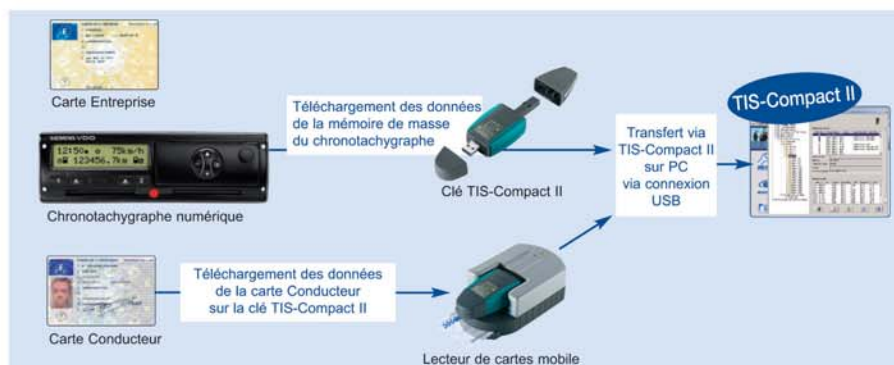 Carte Entreprise
SIEMENS VDO
12:50 75km/h
123456.7km
Chronotachygraphe numérique
Téléchargement des données
de la mémoire de masse
du chronotachygraphe
Clé TIS-Compact II
Transfert via
TIS-Compact II
sur PC
via connexion
USB
TIS-Compact II
Carte Conducteur
Téléchargement des données
de la carte Conducteur
sur la clé TIS-Compact II
Lecteur de cartes mobile